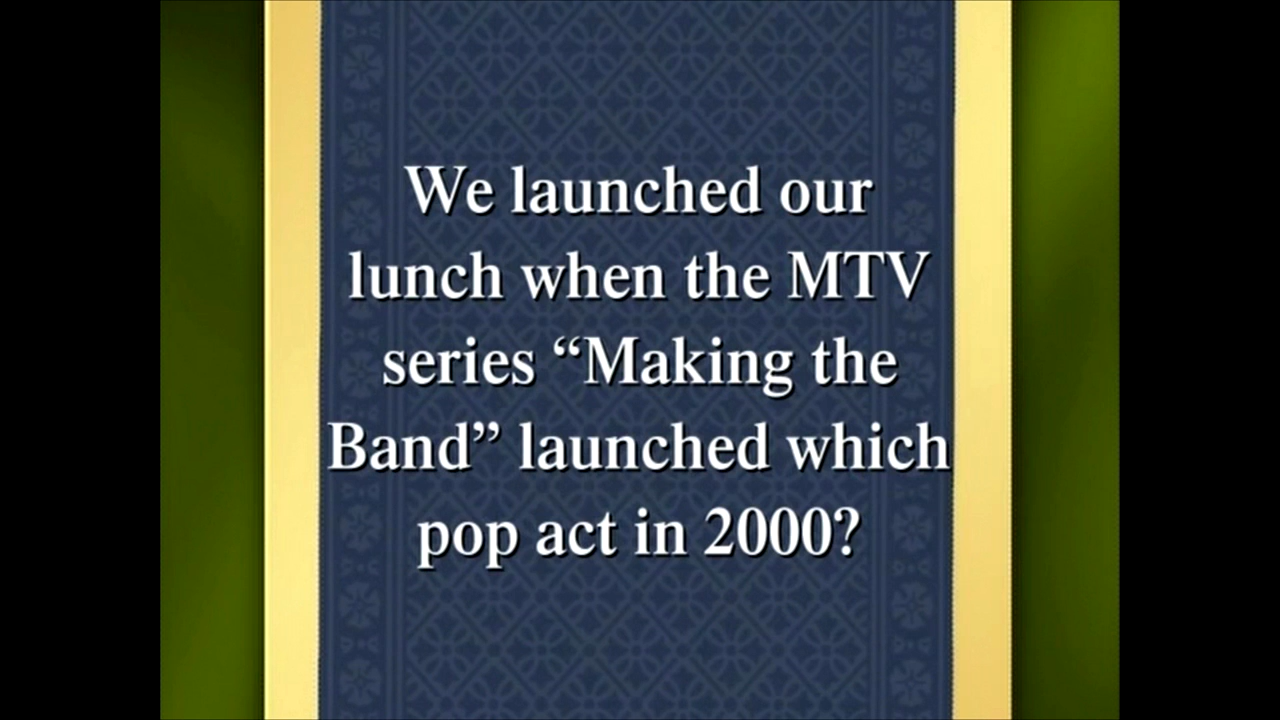 We launched our
lunch when the MTV
series “Making the
Band” launched which
pop act in 2000?